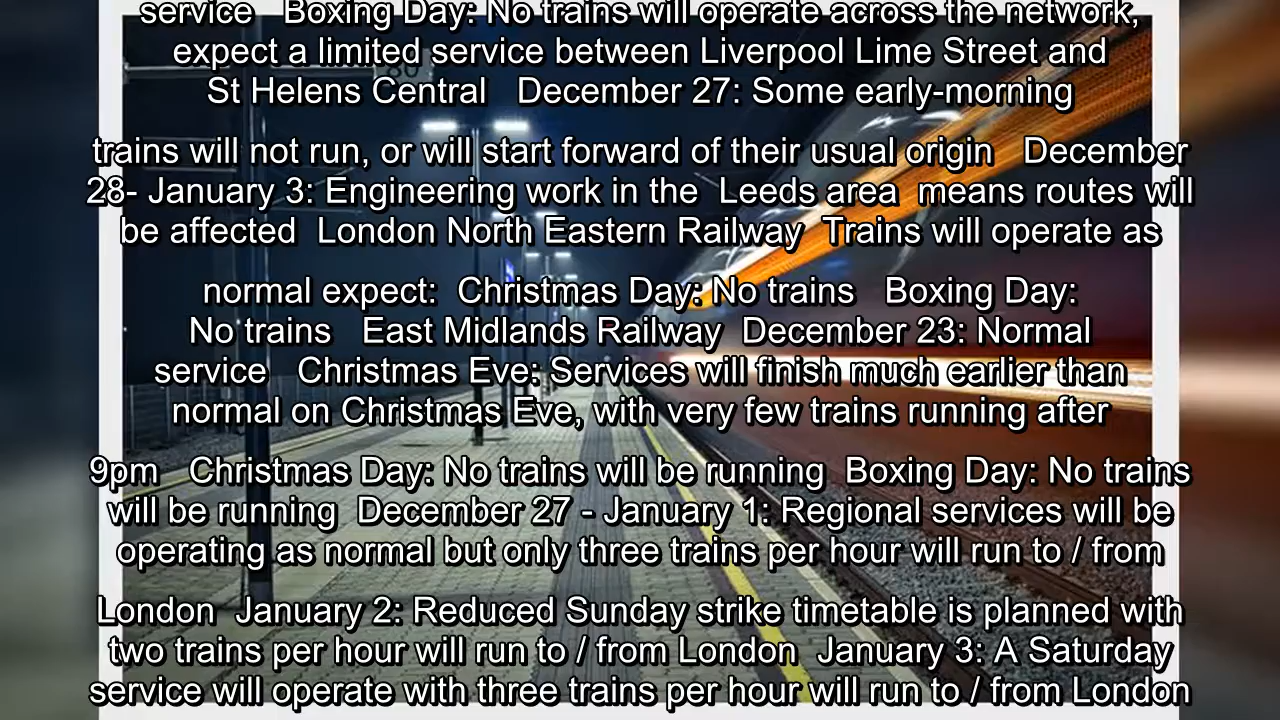 service Boxing Day: No trains will operate across the network,
expect a limited service between Liverpool Lime Street and
St Helens Central December 27: Some early-morning
trains will not run, or will start forward of their usual origin December
28- January 3: Engineering work in the Leeds area means routes will
be affected London North Eastern Railway Trains will operate as
normal expect: Christmas Day: No trains Boxing Day:
No trains East Midlands Railway December 23: Normal
service Christmas Eve: Services will finish much earlier than
normal on Christmas Eve, with very few trains running after
9pm Christmas Day: No trains will be running Boxing Day: No trains
will be running December 27 - January 1: Regional services will be
operating as normal but only three trains per hour will run to / from
London January 2: Reduced Sunday strike timetable is planned with
two trains per hour will run to / from London January 3: A Saturday
service will operate with three trains per hour will run to / from London